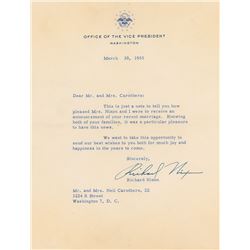 OFFICE OF THE VICE PRESIDENT
WASHINGTON
March 30, 1955
Dear Mr. and Mrs. Carothers:
This is just a note to tell you how
pleased Mrs. Nixon and I were to receive an
announcement of your recent marriage. Knowing
both of your families, it was a particular pleasure
to have this news.
We want to take this opportunity to
send our best wishes to you both for much joy and
happiness in the years to come.
Sincerely,
Richard Nixon
Richard Nixon
Mr. and Mrs. Neil Carothers, III
3224 R Street
Washington 7, D. C.